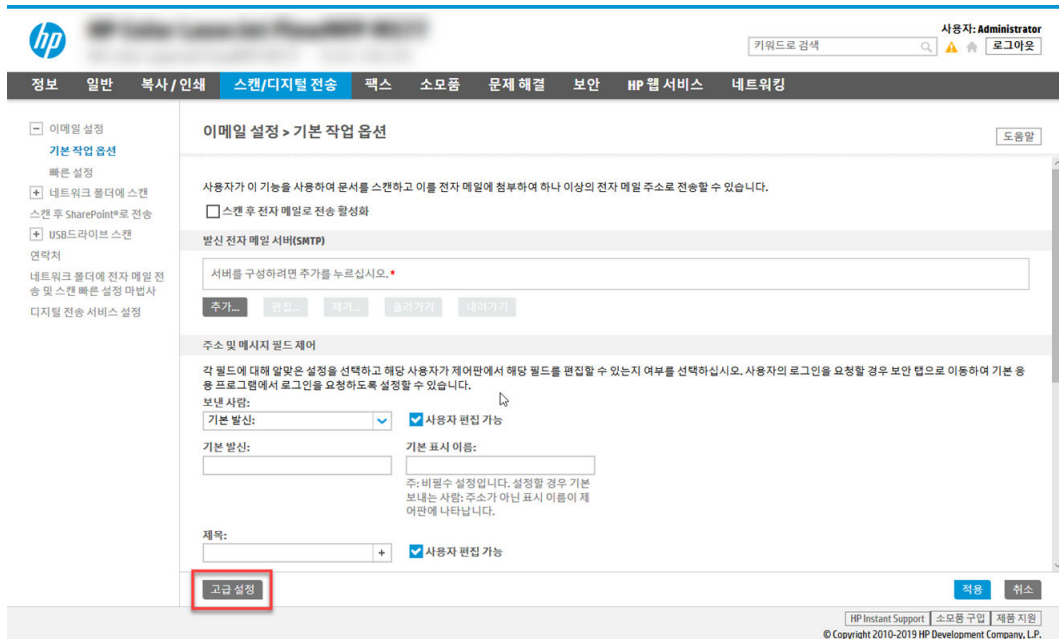 hp
사용자: Administrator
키워드로 검색
로그아웃
정보 일반 복사 / 인쇄 스캔/디지털 전송 팩스 소모품 문제 해결 보안 HP 웹 서비스 네트워킹
이메일 설정
기본 작업 옵션
빠른 설정
네트워크 폴더에 스캔
스캔 후 SharePoint®로 전송
USB드라이브 스캔
연락처
네트워크 폴더에 전자 메일 전
송 및 스캔 빠른 설정 마법사
디지털 전송 서비스 설정
이메일 설정 > 기본 작업 옵션
도움말
사용자가 이 기능을 사용하여 문서를 스캔하고 이를 전자 메일에 첨부하여 하나 이상의 전자 메일 주소로 전송할 수 있습니다.
스캔 후 전자 메일로 전송 활성화
발신 전자 메일 서버(SMTP)
서버를 구성하려면 추가를 누르십시오.*
추가... 편집... 제거... 올라가기 내려가기
주소 및 메시지 필드 제어
각 필드에 대해 알맞은 설정을 선택하고 해당 사용자가 제어판에서 해당 필드를 편집할 수 있는지 여부를 선택하십시오. 사용자의 로그인을 요청할 경우 보안 탭으로 이동하여 기본 응
용 프로그램에서 로그인을 요청하도록 설정할 수 있습니다.
보낸 사람:
기본 발신: 사용자 편집 가능
기본 발신: 기본 표시 이름:
주: 비필수 설정입니다. 설정할 경우 기본
보내는 사람: 주소가 아닌 표시 이름이 제
어판에 나타납니다.
제목:
사용자 편집 가능
고급 설정 적용 취소
HP Instant Support 소모품 구입 제품 지원
© Copyright 2010-2019 HP Development Company, L.P.